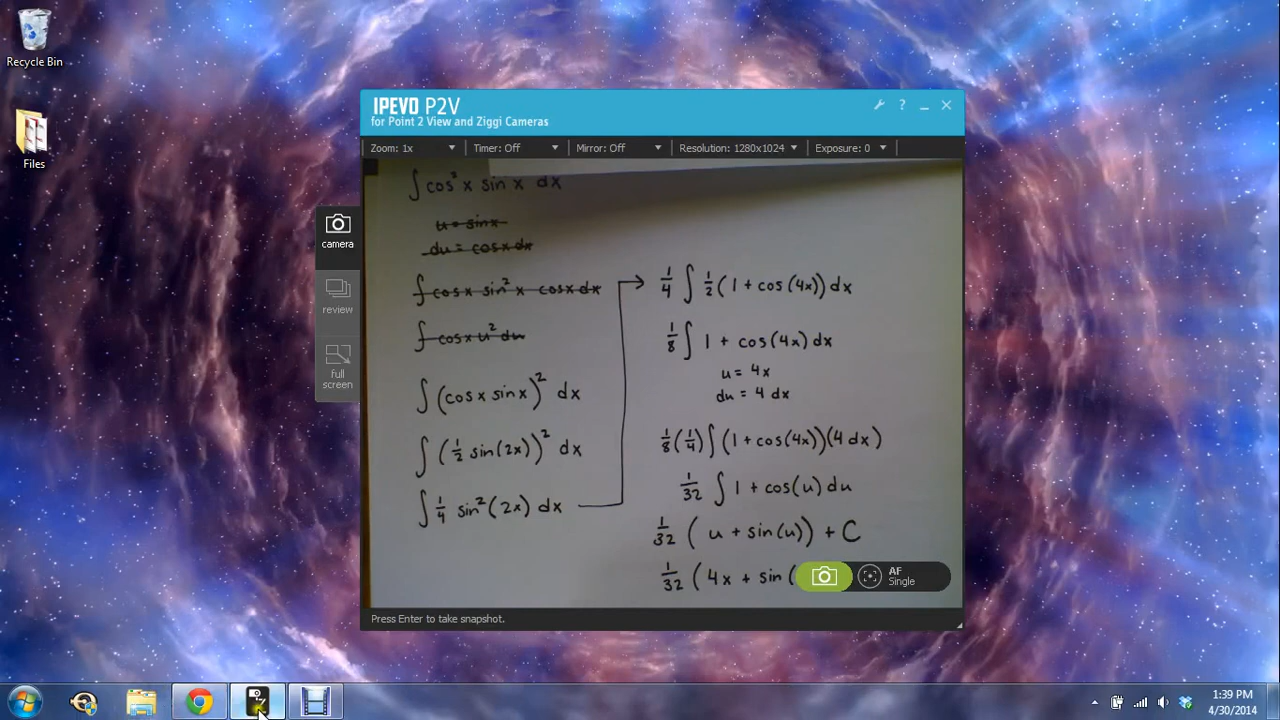 Recycle Bin
Files
IPEVO P2V
for Point 2 View and Ziggi Cameras
?
Zoom: 1x
Timer: Off
Mirror: Off
Resolution: 1280x1024
Exposure: 0
camera
review
full
screen
∫ cos² x sin x dx
u = sin x
du = cos x dx
∫ cos x sin² x cos x dx
∫ cos x u² du
∫ (cos x sin x)² dx
∫ (1/2 sin(2x))² dx
∫ 1/4 sin²(2x) dx
1/4 ∫ 1/2 (1 + cos(4x)) dx
1/8 ∫ 1 + cos(4x) dx
u = 4x
du = 4 dx
1/8 (1/4) ∫ (1 + cos(4x))(4 dx)
1/32 ∫ 1 + cos(u) du
1/32 ( u + sin(u)) + C
1/32 ( 4x + sin (
AF
Single
Press Enter to take snapshot.
1:39 PM
4/30/2014